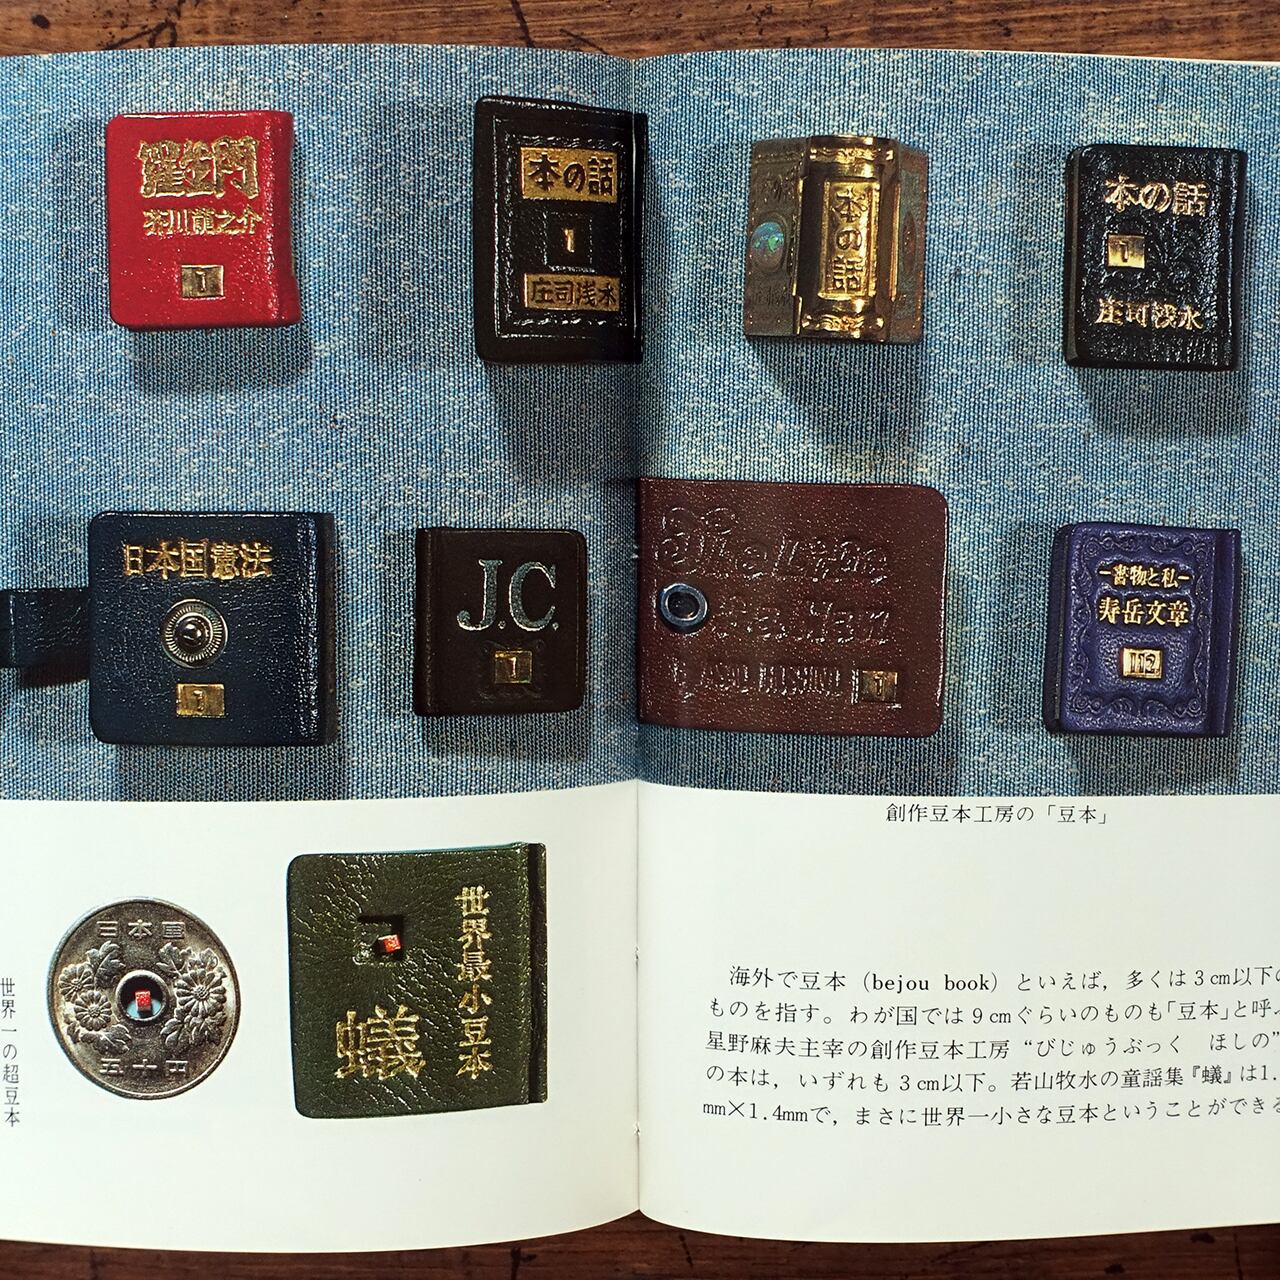 羅生門
芥川龍之介
1
本の話
1
庄司浅水
本の話
本の話
1
庄司浅水
日本国憲法
1
J.C.
1
1
−書物と私−
寿岳文章
112
創作豆本工房の「豆本」
日本国
五十円
世界一の超豆本
世界最小豆本
蟻
海外で豆本（bejou book）といえば，多くは3cm以下の
ものを指す。わが国では9cmぐらいのものも「豆本」と呼
星野麻夫主宰の創作豆本工房“びじゅうぶっく　ほしの”
の本は，いずれも3cm以下。若山牧水の童謡集『蟻』は1.
mm×1.4mmで，まさに世界一小さな豆本ということができる